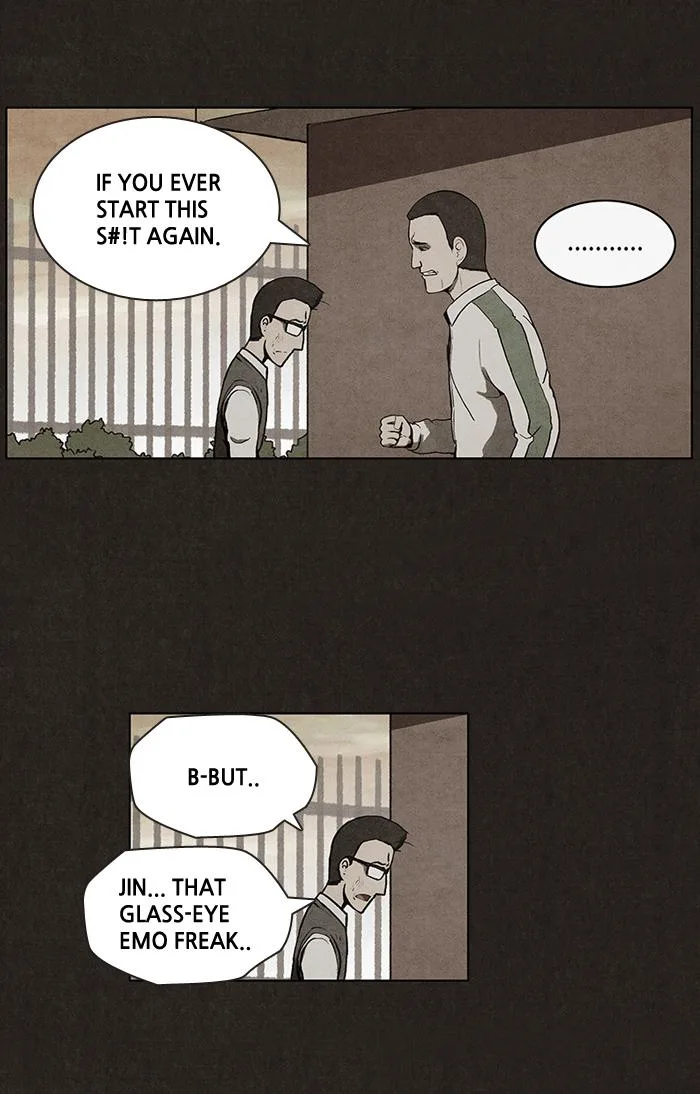 IF YOU EVER
START THIS
S#!T AGAIN.
............
B-BUT..
JIN... THAT
GLASS-EYE
EMO FREAK..